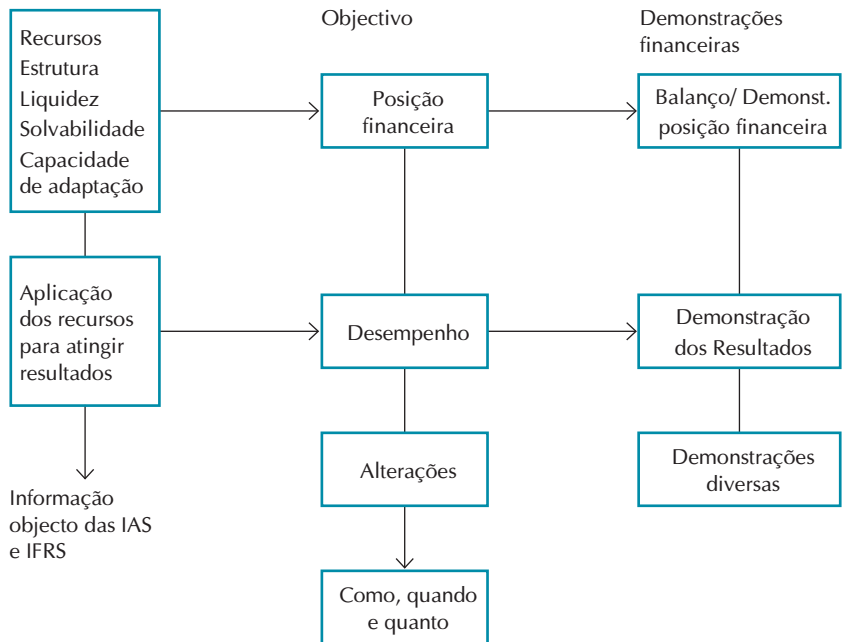 Objectivo
Demonstrações
financeiras
Recursos
Estrutura
Liquidez
Solvabilidade
Capacidade
de adaptação
Posição
financeira
Balanço/ Demonst.
posição financeira
Aplicação
dos recursos
para atingir
resultados
Desempenho
Demonstração
dos Resultados
Alterações
Demonstrações
diversas
Informação
objecto das IAS
e IFRS
Como, quando
e quanto